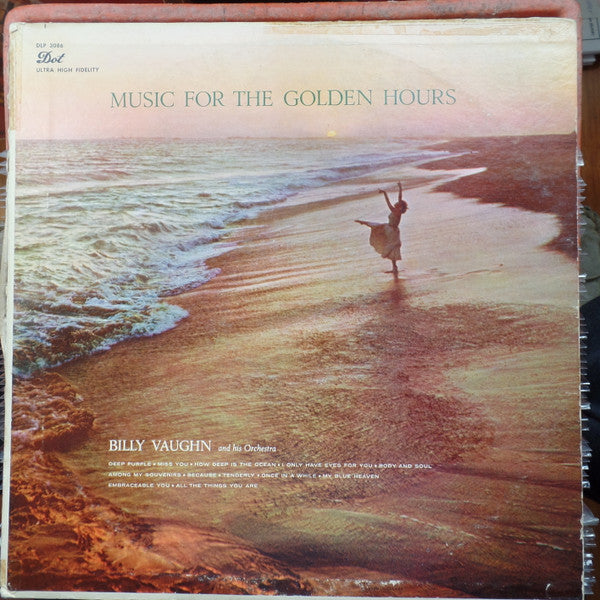 DLP 3086
Dot
ULTRA HIGH FIDELITY
MUSIC FOR THE GOLDEN HOURS
BILLY VAUGHN and his Orchestra
DEEP PURPLE • MISS YOU • HOW DEEP IS THE OCEAN • I ONLY HAVE EYES FOR YOU • BODY AND SOUL
AMONG MY SOUVENIRS • BECAUSE • TENDERLY • ONCE IN A WHILE • MY BLUE HEAVEN
EMBRACEABLE YOU • ALL THE THINGS YOU ARE